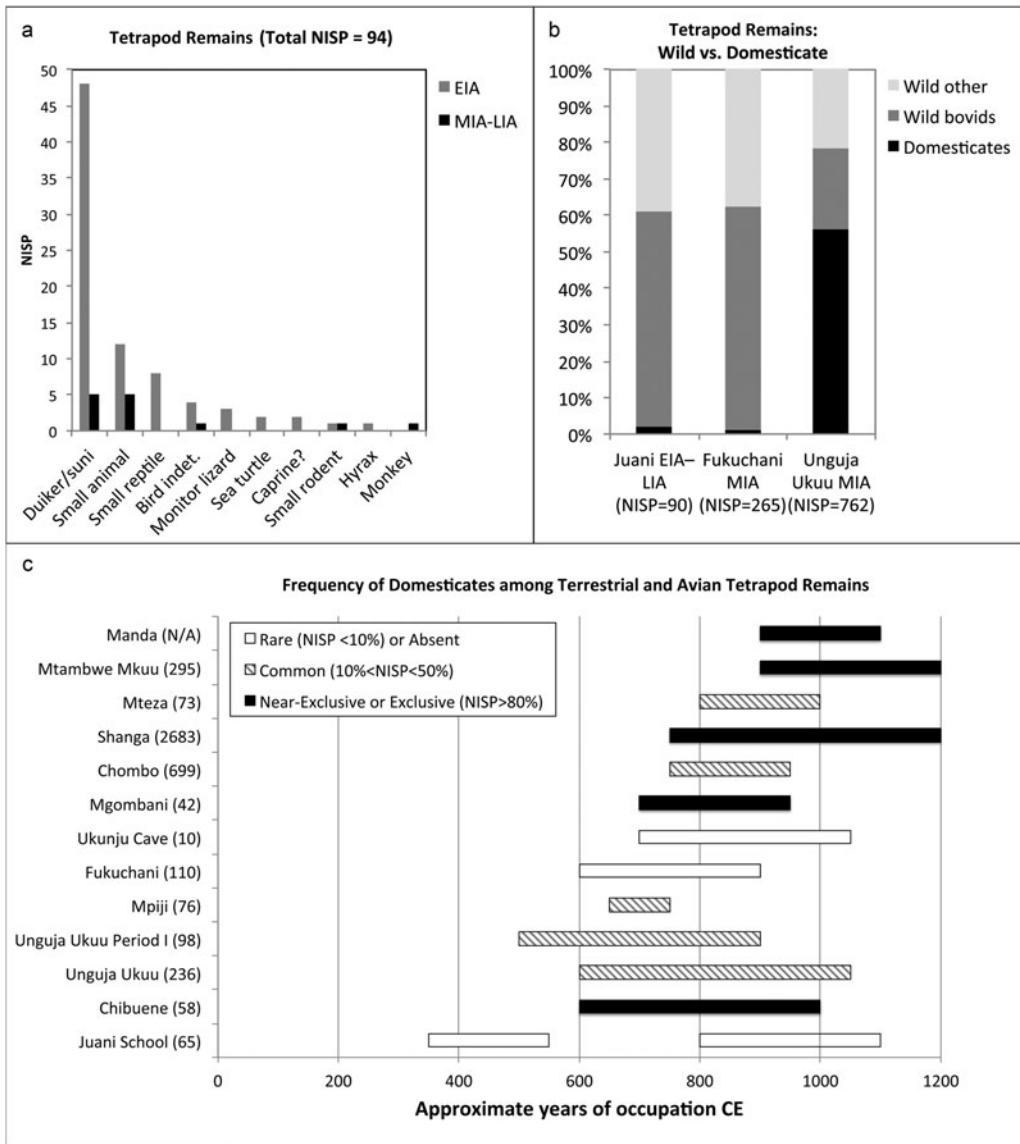 a
Tetrapod Remains (Total NISP = 94)
50
45
40
35
30
25
20
15
10
5
0
NISP
EIA
MIA-LIA
Duiker/suni
Small animal
Small reptile
Bird indet.
Monitor lizard
Sea turtle
Caprine?
Small rodent
Hyrax
Monkey
b
Tetrapod Remains:
Wild vs. Domesticate
100%
90%
80%
70%
60%
50%
40%
30%
20%
10%
0%
Wild other
Wild bovids
Domesticates
Juani EIA–
LIA
(NISP=90)
Fukuchani
MIA
(NISP=265)
Unguja
Ukuu MIA
(NISP=762)
c
Frequency of Domesticates among Terrestrial and Avian Tetrapod Remains
Rare (NISP <10%) or Absent
Common (10%<NISP<50%)
Near-Exclusive or Exclusive (NISP>80%)
Manda (N/A)
Mtambwe Mkuu (295)
Mteza (73)
Shanga (2683)
Chombo (699)
Mgombani (42)
Ukunju Cave (10)
Fukuchani (110)
Mpiji (76)
Unguja Ukuu Period I (98)
Unguja Ukuu (236)
Chibuene (58)
Juani School (65)
0
200
400
600
800
1000
1200
Approximate years of occupation CE